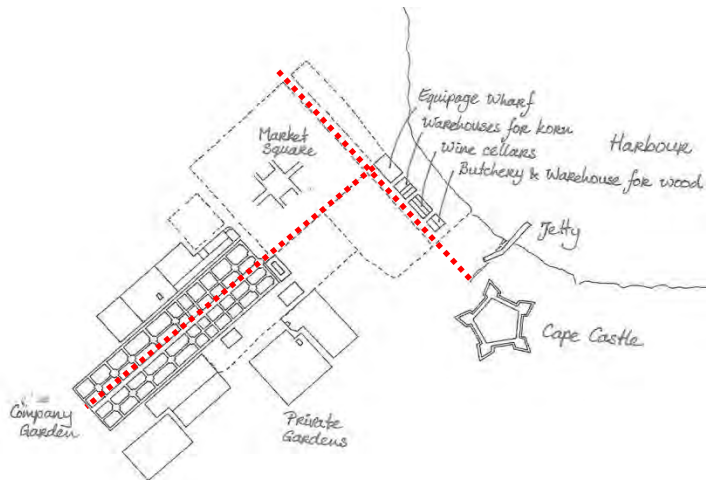 Equipage Wharf
Warehouses for korn
Wine cellars
Butchery & Warehouse for wood
Harbour
Market
Square
Jetty
Cape Castle
Company
Garden
Private
Gardens